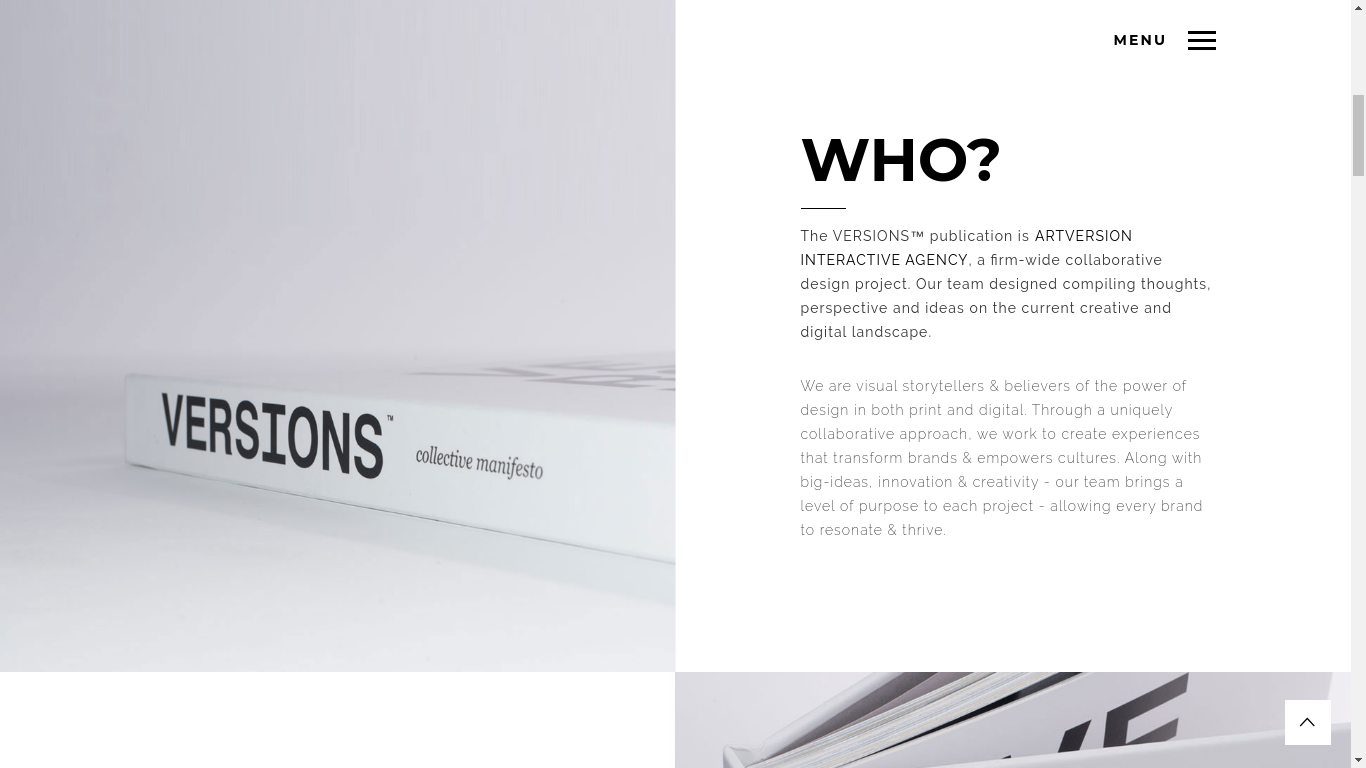 MENU
WHO?
The VERSIONS™ publication is ARTVERSION
INTERACTIVE AGENCY, a firm-wide collaborative
design project. Our team designed compiling thoughts,
perspective and ideas on the current creative and
digital landscape.
We are visual storytellers & believers of the power of
design in both print and digital. Through a uniquely
collaborative approach, we work to create experiences
that transform brands & empowers cultures. Along with
big-ideas, innovation & creativity - our team brings a
level of purpose to each project - allowing every brand
to resonate & thrive.
VERSIONS™ collective manifesto
VE